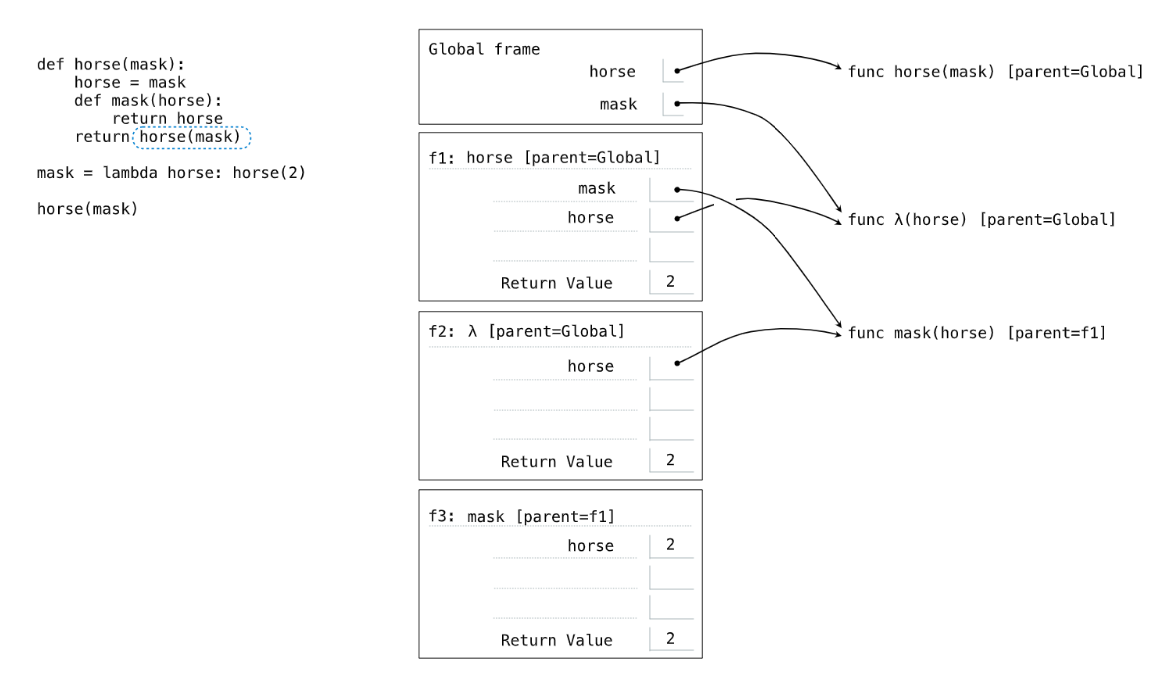 def horse(mask):
    horse = mask
    def mask(horse):
        return horse
    return horse(mask)
mask = lambda horse: horse(2)
horse(mask)
Global frame
horse
mask
f1: horse [parent=Global]
mask
horse
Return Value 2
f2: λ [parent=Global]
horse
Return Value 2
f3: mask [parent=f1]
horse 2
Return Value 2
func horse(mask) [parent=Global]
func λ(horse) [parent=Global]
func mask(horse) [parent=f1]